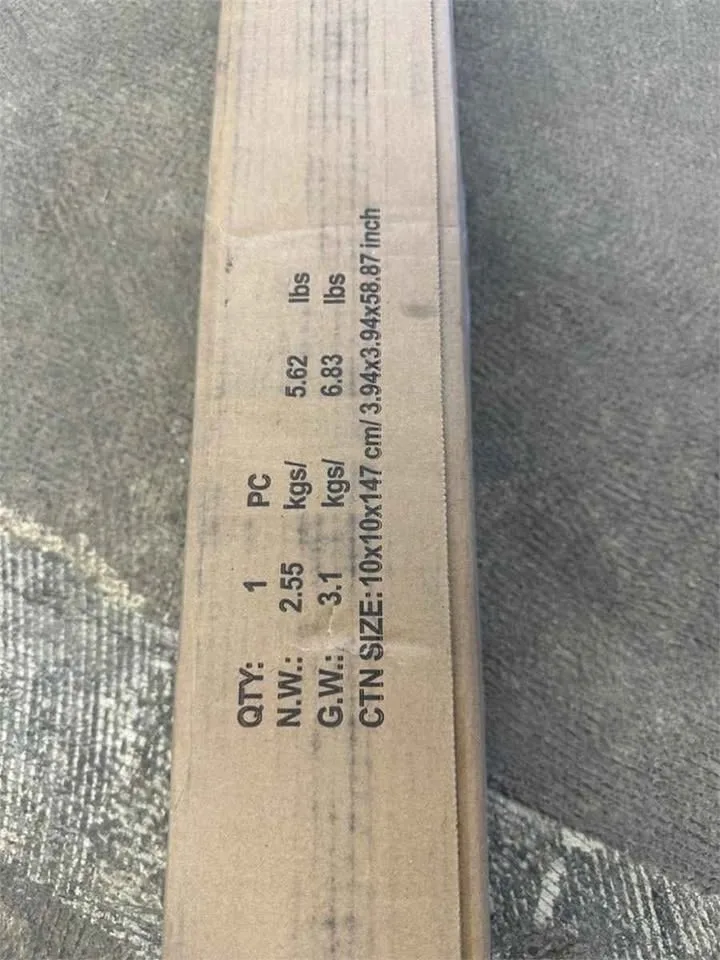 QTY: 1 PC
N.W.: 2.55 kgs/ 5.62 lbs
G.W.: 3.1 kgs/ 6.83 lbs
CTN SIZE: 10x10x147 cm/ 3.94x3.94x58.87 inch